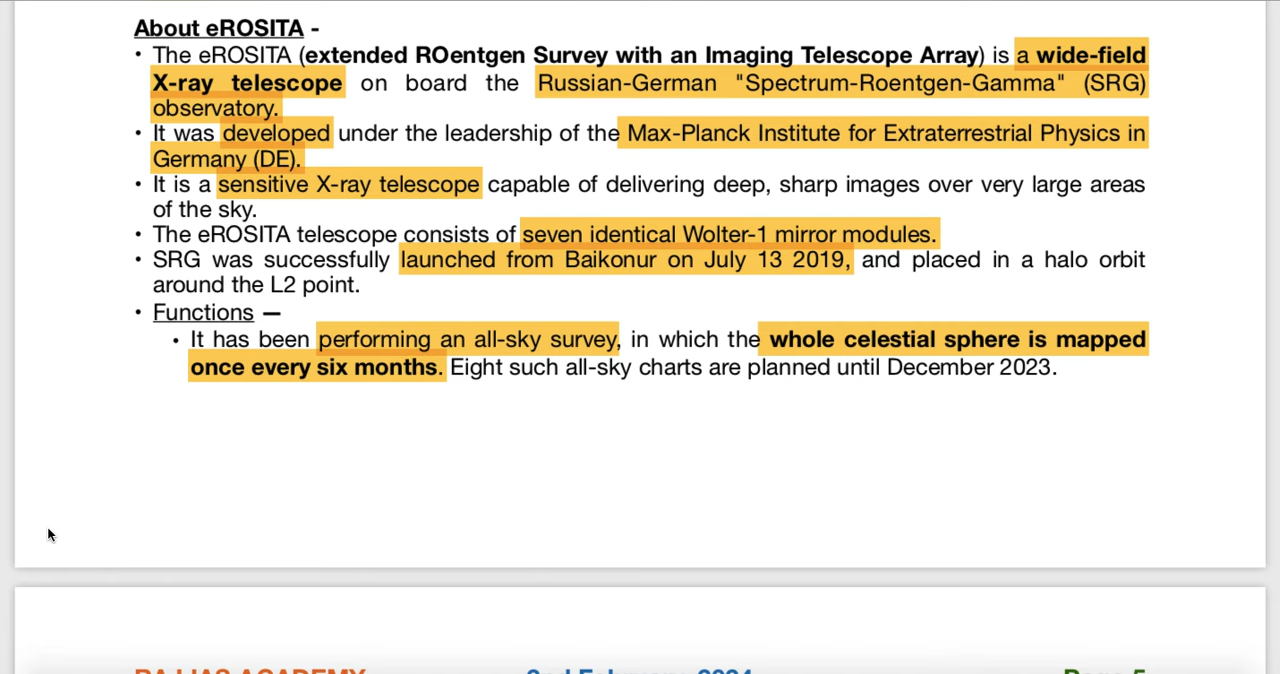 About eROSITA -
• The eROSITA (extended ROentgen Survey with an Imaging Telescope Array) is a wide-field
X-ray telescope on board the Russian-German "Spectrum-Roentgen-Gamma" (SRG)
observatory.
• It was developed under the leadership of the Max-Planck Institute for Extraterrestrial Physics in
Germany (DE).
• It is a sensitive X-ray telescope capable of delivering deep, sharp images over very large areas
of the sky.
• The eROSITA telescope consists of seven identical Wolter-1 mirror modules.
• SRG was successfully launched from Baikonur on July 13 2019, and placed in a halo orbit
around the L2 point.
• Functions —
• It has been performing an all-sky survey, in which the whole celestial sphere is mapped
once every six months. Eight such all-sky charts are planned until December 2023.
ACADEMY 2nd February 2024 Page 5